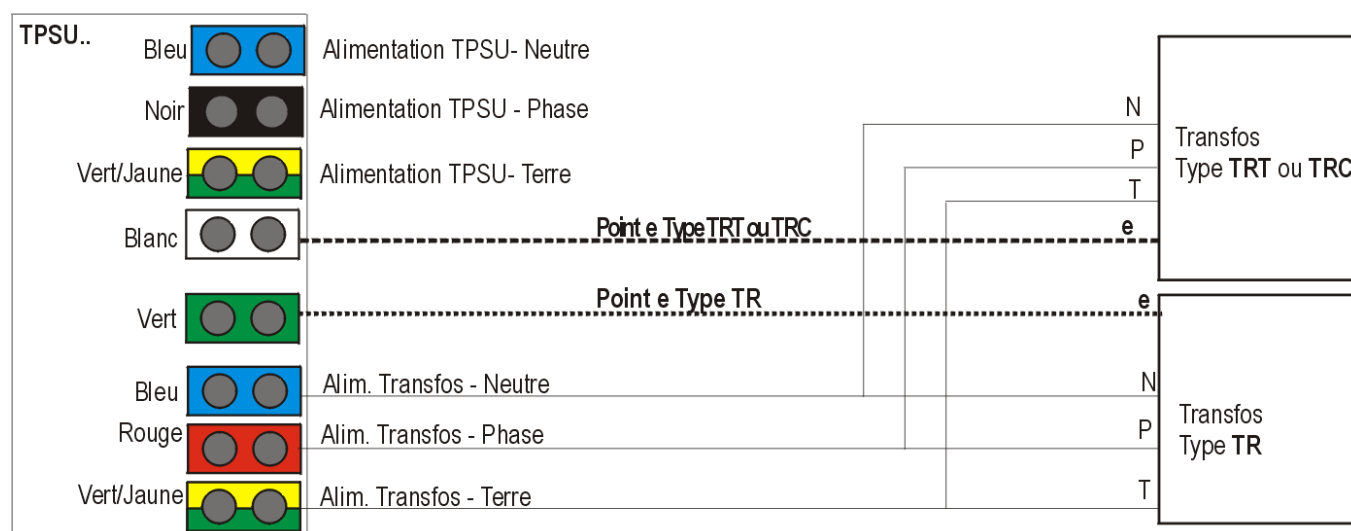 TPSU..
Bleu Alimentation TPSU- Neutre
Noir Alimentation TPSU - Phase
N
Transfos
Type TRT ou TRC
P
Vert/Jaune Alimentation TPSU- Terre
T
Blanc Point e Type TRT ou TRC e
Vert Point e Type TR e
Bleu Alim. Transfos - Neutre N
Transfos
Type TR
Rouge Alim. Transfos - Phase P
Vert/Jaune Alim. Transfos - Terre T